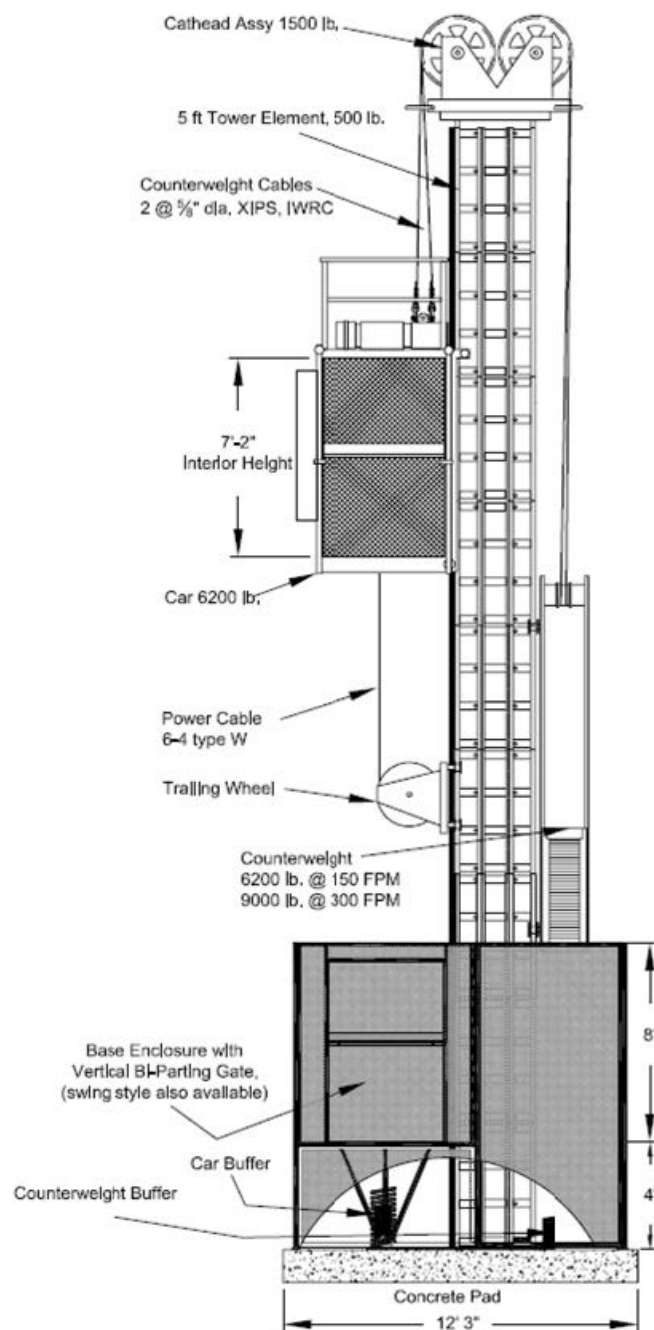 Cathead Assy 1500 lb.
5 ft Tower Element, 500 lb.
Counterweight Cables
2 @ ⅝" dia, XIPS, IWRC
7'-2"
Interior Height
Car 6200 lb.
Power Cable
6-4 type W
Trailing Wheel
Counterweight
6200 lb. @ 150 FPM
9000 lb. @ 300 FPM
8'
Base Enclosure with
Vertical Bi-Parting Gate,
(swing style also available)
Car Buffer
4'
Counterweight Buffer
Concrete Pad
12' 3"